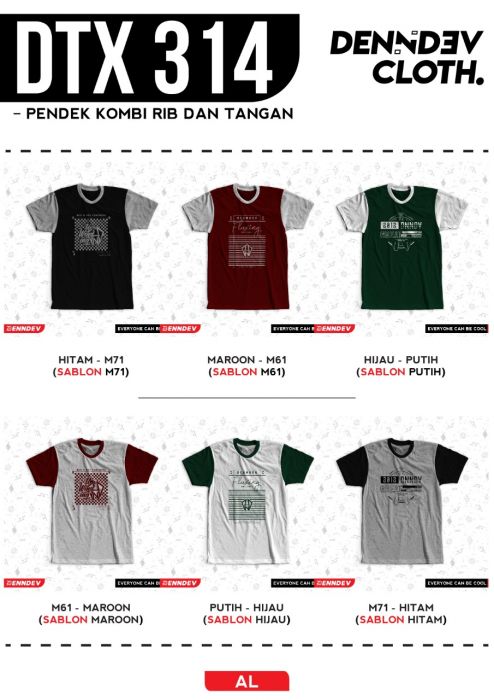 DTX 314
DENNDEV
CLOTH.
- PENDEK KOMBI RIB DAN TANGAN
DENNDEV
EVERYONE CAN BE
DENNDEV
EVERYONE CAN
DENNDEV
EVERYONE CAN BE COOL
HITAM - M71
(SABLON M71)
MAROON - M61
(SABLON M61)
HIJAU - PUTIH
(SABLON PUTIH)
DENNDEV
EVERYONE CAN BE
DENNDEV
EVERYONE CAN
DENNDEV
EVERYONE CAN BE COOL
M61 - MAROON
(SABLON MAROON)
PUTIH - HIJAU
(SABLON HIJAU)
M71 - HITAM
(SABLON HITAM)
AL